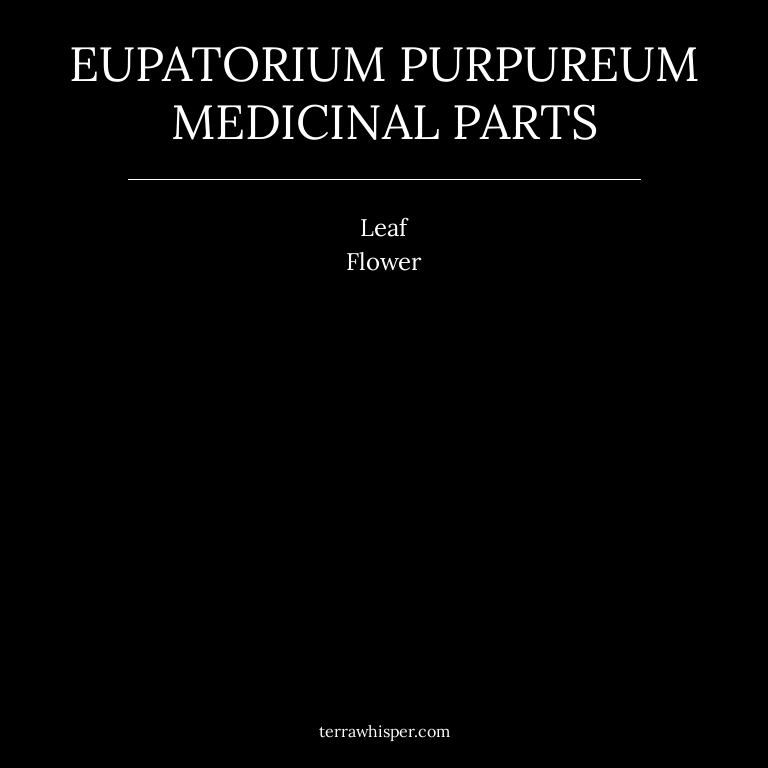 EUPATORIUM PURPUREUM
MEDICINAL PARTS
Leaf
Flower
terrawhisper.com